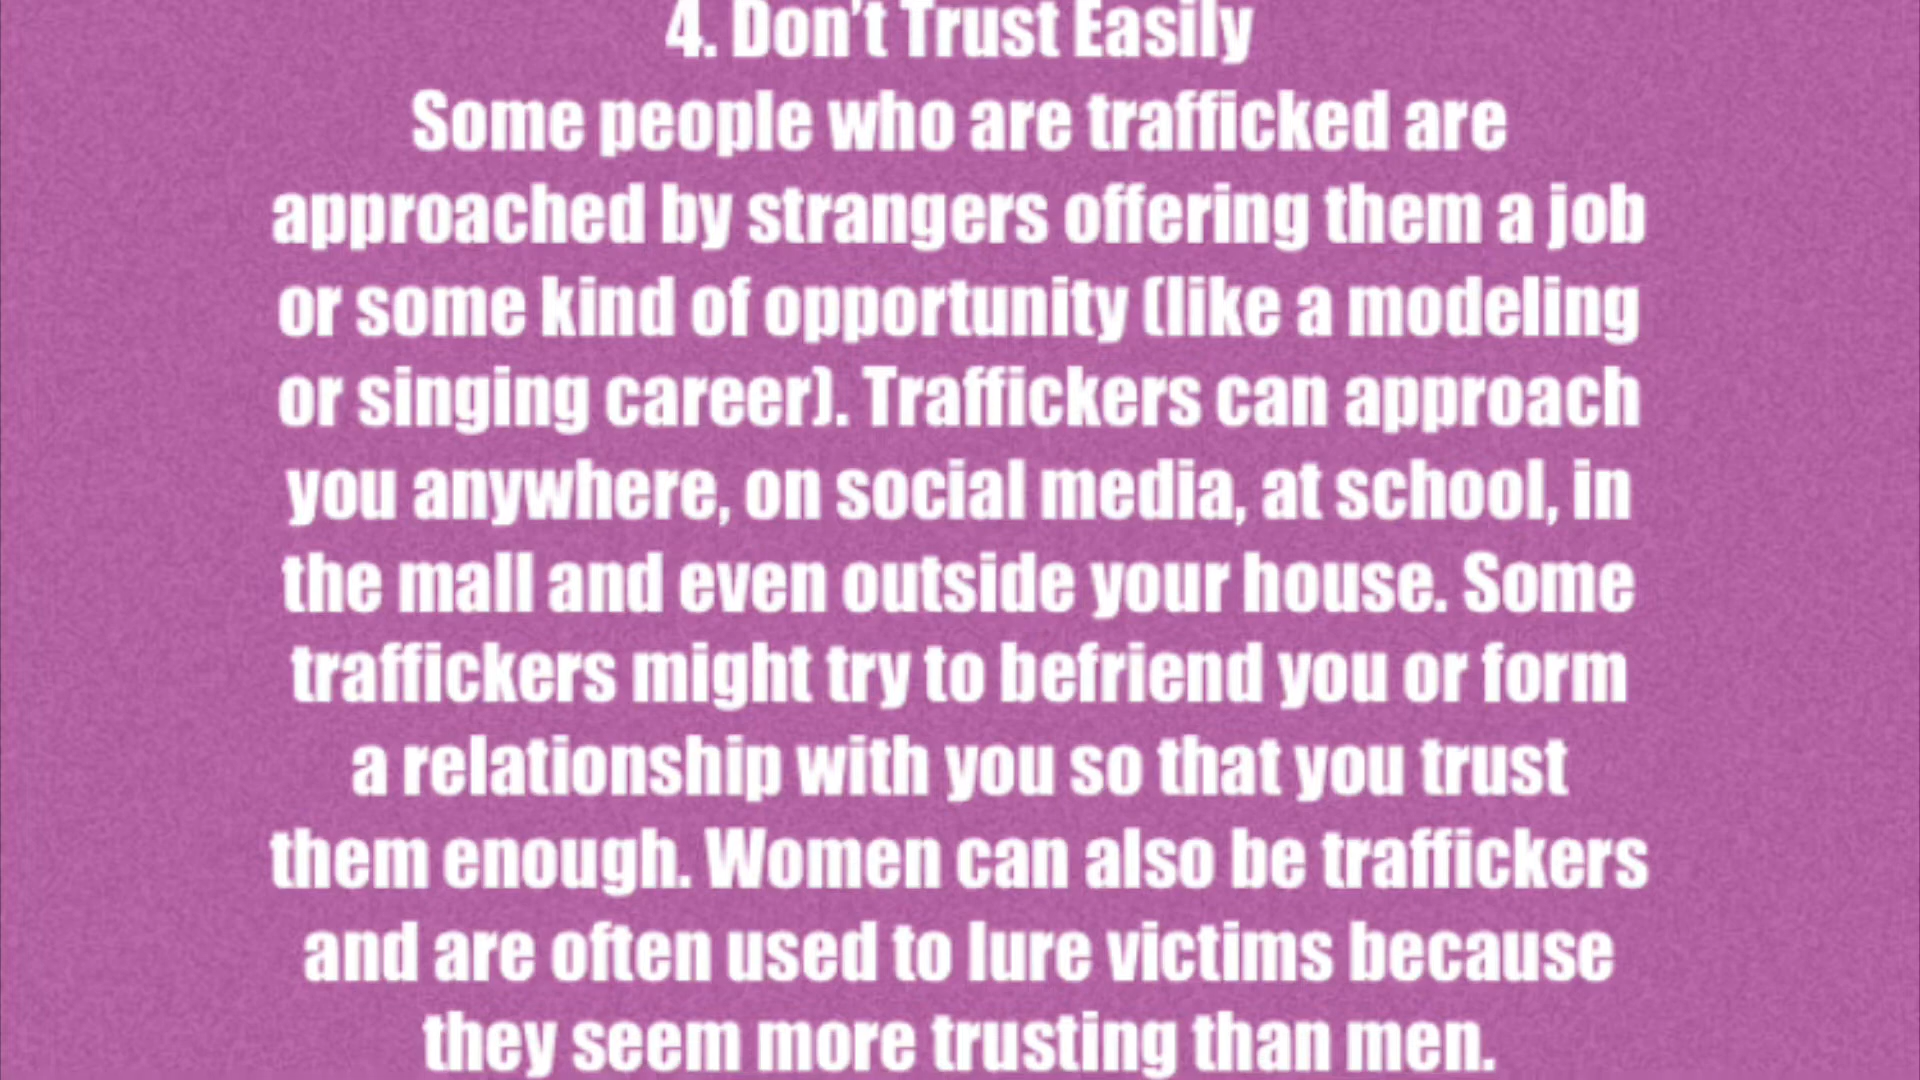 4. Don't Trust Easily
Some people who are trafficked are
approached by strangers offering them a job
or some kind of opportunity (like a modeling
or singing career). Traffickers can approach
you anywhere, on social media, at school, in
the mall and even outside your house. Some
traffickers might try to befriend you or form
a relationship with you so that you trust
them enough. Women can also be traffickers
and are often used to lure victims because
they seem more trusting than men.